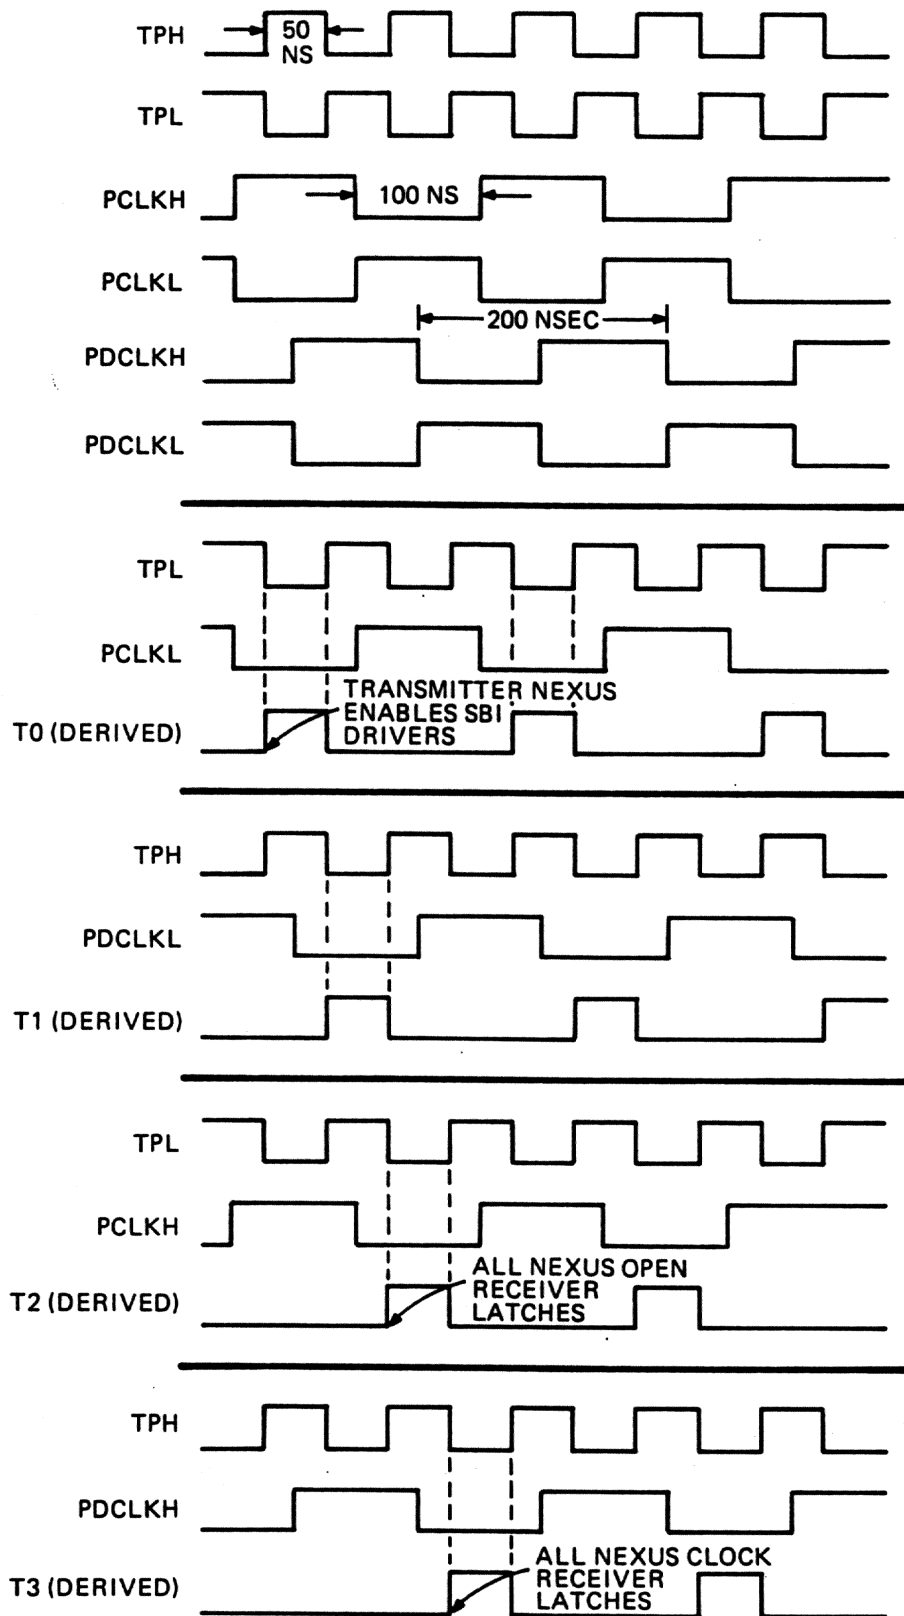 TPH
50
NS
TPL
PCLKH
100 NS
PCLKL
200 NSEC
PDCLKH
PDCLKL
TPL
PCLKL
TRANSMITTER NEXUS
ENABLES SBI
DRIVERS
T0 (DERIVED)
TPH
PDCLKL
T1 (DERIVED)
TPL
PCLKH
ALL NEXUS OPEN
RECEIVER
LATCHES
T2 (DERIVED)
TPH
PDCLKH
ALL NEXUS CLOCK
RECEIVER
LATCHES
T3 (DERIVED)